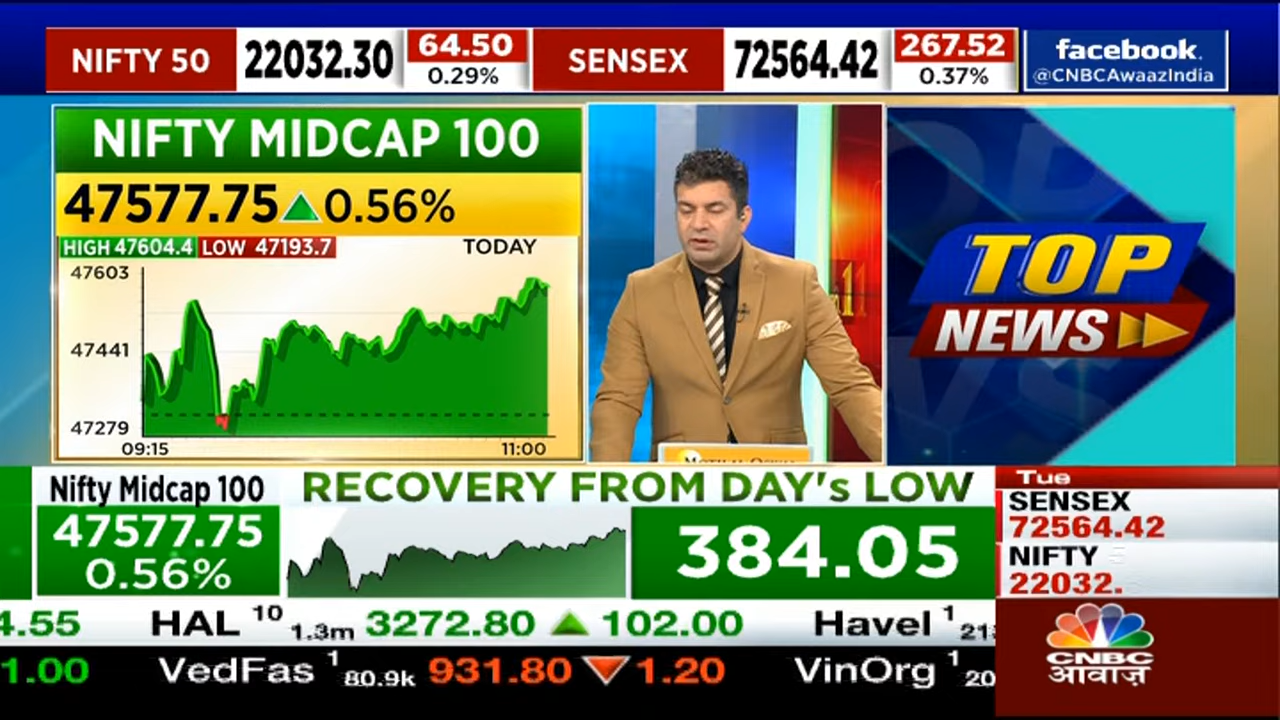 NIFTY 50 22032.30 64.50 0.29% SENSEX 72564.42 267.52 0.37% facebook.
@CNBCAwaazIndia
NIFTY MIDCAP 100
47577.75 0.56%
HIGH 47604.4 LOW 47193.7 TODAY
47603
47441
47279
09:15 11:00
TOP
NEWS
Nifty Midcap 100
47577.75
0.56%
RECOVERY FROM DAY's LOW
384.05
Tue
SENSEX
72564.42
NIFTY
22032.
4.55 HAL 10 1.3m 3272.80 102.00 Havel 1
1.00 VedFas 1 80.9k 931.80 1.20 VinOrg 1 20
CNBC
आवाज़